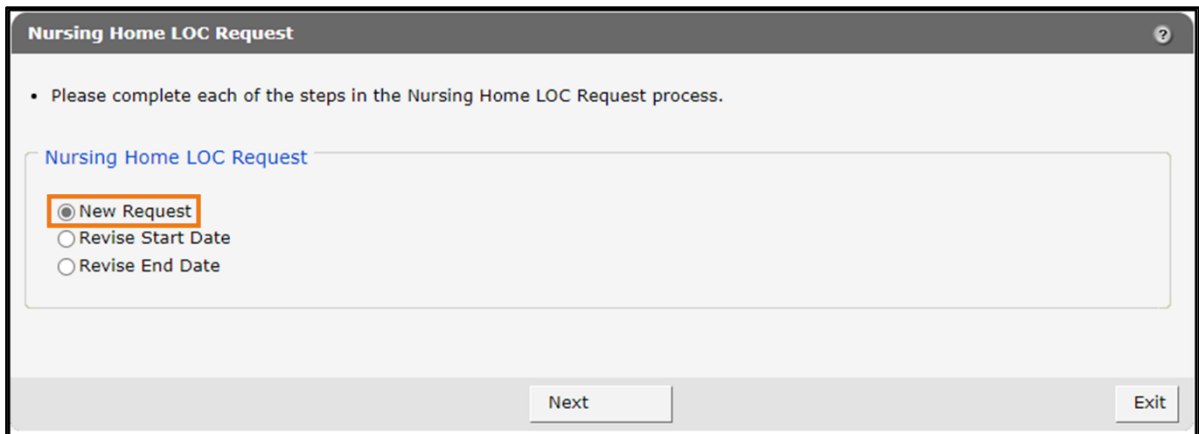 Nursing Home LOC Request
?
• Please complete each of the steps in the Nursing Home LOC Request process.
Nursing Home LOC Request
New Request
Revise Start Date
Revise End Date
Next
Exit